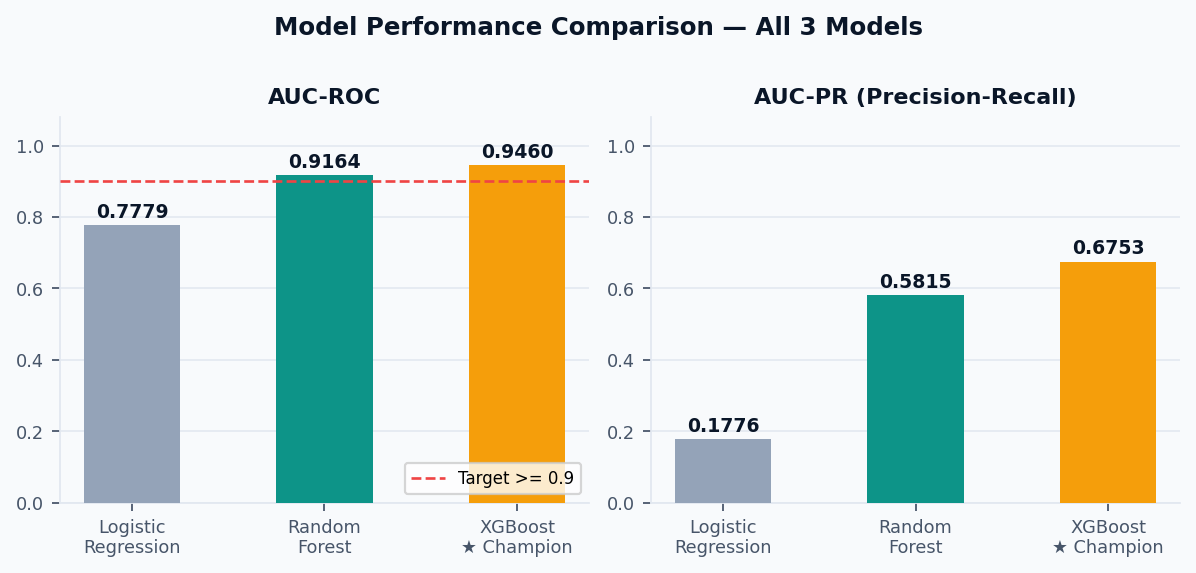 Model Performance Comparison — All 3 Models
AUC-ROC
1.0
0.8
0.6
0.4
0.2
0.0
0.7779
0.9164
0.9460
Target >= 0.9
Logistic
Regression
Random
Forest
XGBoost
★ Champion
AUC-PR (Precision-Recall)
1.0
0.8
0.6
0.4
0.2
0.0
0.1776
0.5815
0.6753
Logistic
Regression
Random
Forest
XGBoost
★ Champion